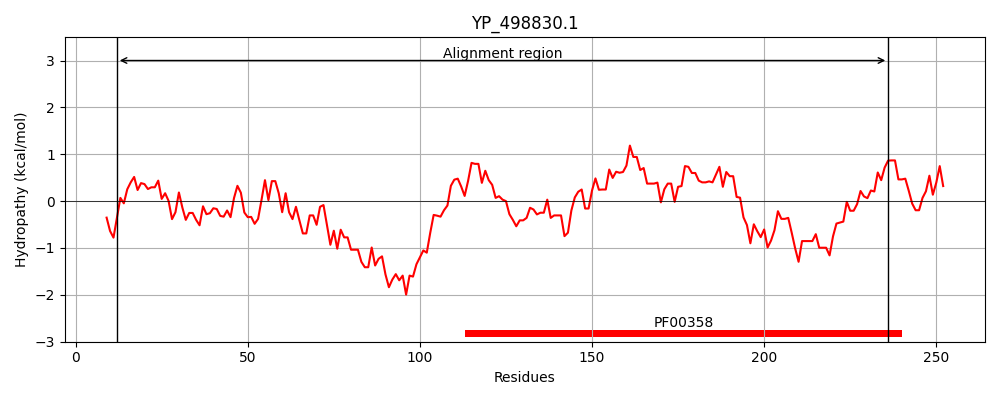 YP_498830.1
Alignment region
Hydropathy (kcal/mol)
3
2
1
0
−1
−2
−3
PF00358
0
50
100
150
200
250
Residues